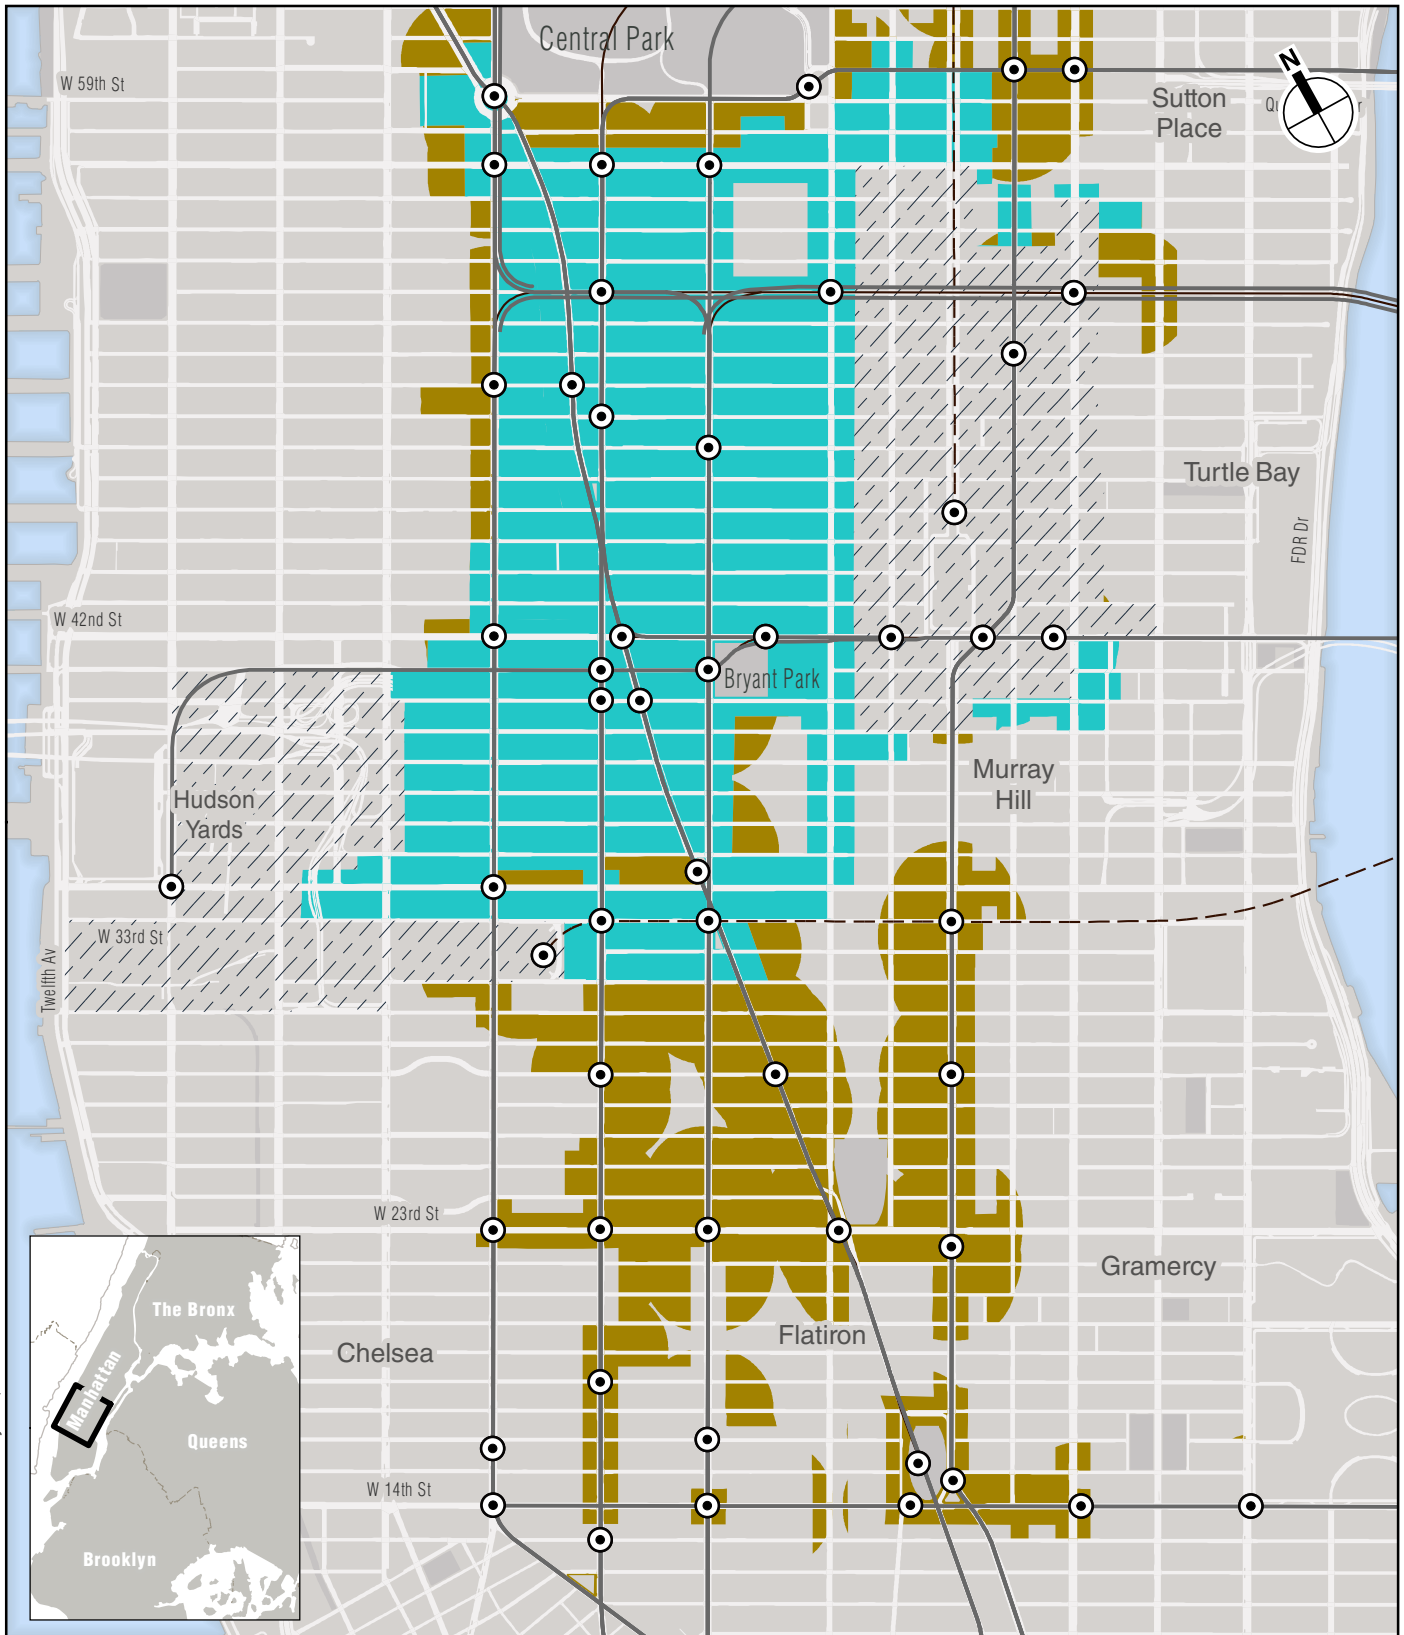 Central Park
N
W 59th St
Sutton
Place
Turtle Bay
FDR Dr
W 42nd St
Bryant Park
Murray
Hill
Hudson
Yards
W 33rd St
Twelfth Av
W 23rd St
Gramercy
The Bronx
Flatiron
Chelsea
Manhattan
Queens
W 14th St
Brooklyn